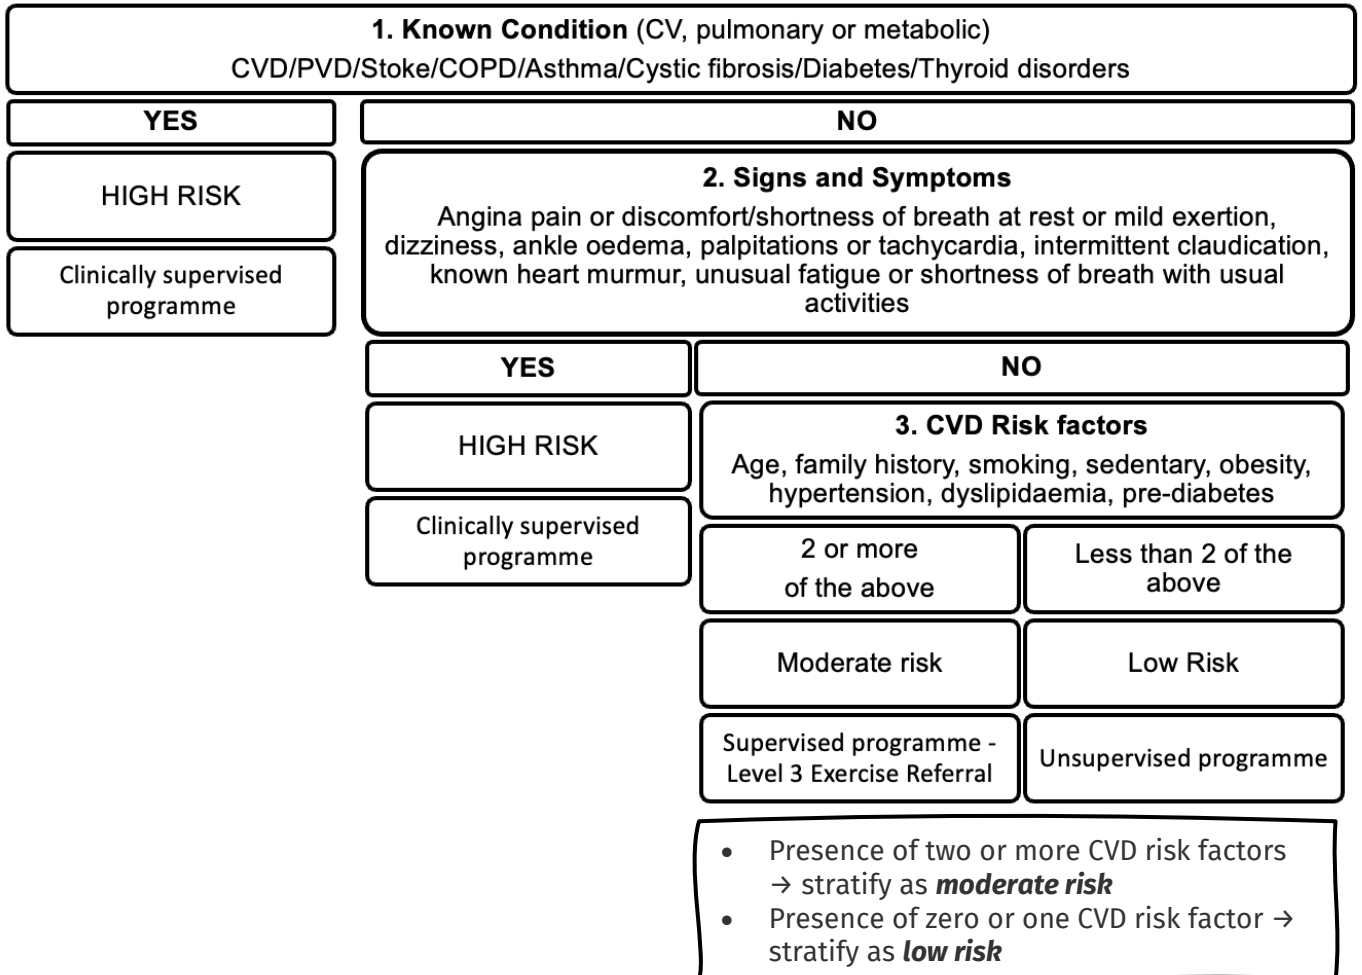 1. Known Condition (CV, pulmonary or metabolic)
CVD/PVD/Stoke/COPD/Asthma/Cystic fibrosis/Diabetes/Thyroid disorders
YES
NO
HIGH RISK
Clinically supervised
programme
2. Signs and Symptoms
Angina pain or discomfort/shortness of breath at rest or mild exertion,
dizziness, ankle oedema, palpitations or tachycardia, intermittent claudication,
known heart murmur, unusual fatigue or shortness of breath with usual
activities
YES
NO
HIGH RISK
Clinically supervised
programme
3. CVD Risk factors
Age, family history, smoking, sedentary, obesity,
hypertension, dyslipidaemia, pre-diabetes
2 or more
of the above
Less than 2 of the
above
Moderate risk
Low Risk
Supervised programme -
Level 3 Exercise Referral
Unsupervised programme
• Presence of two or more CVD risk factors
→ stratify as moderate risk
• Presence of zero or one CVD risk factor →
stratify as low risk